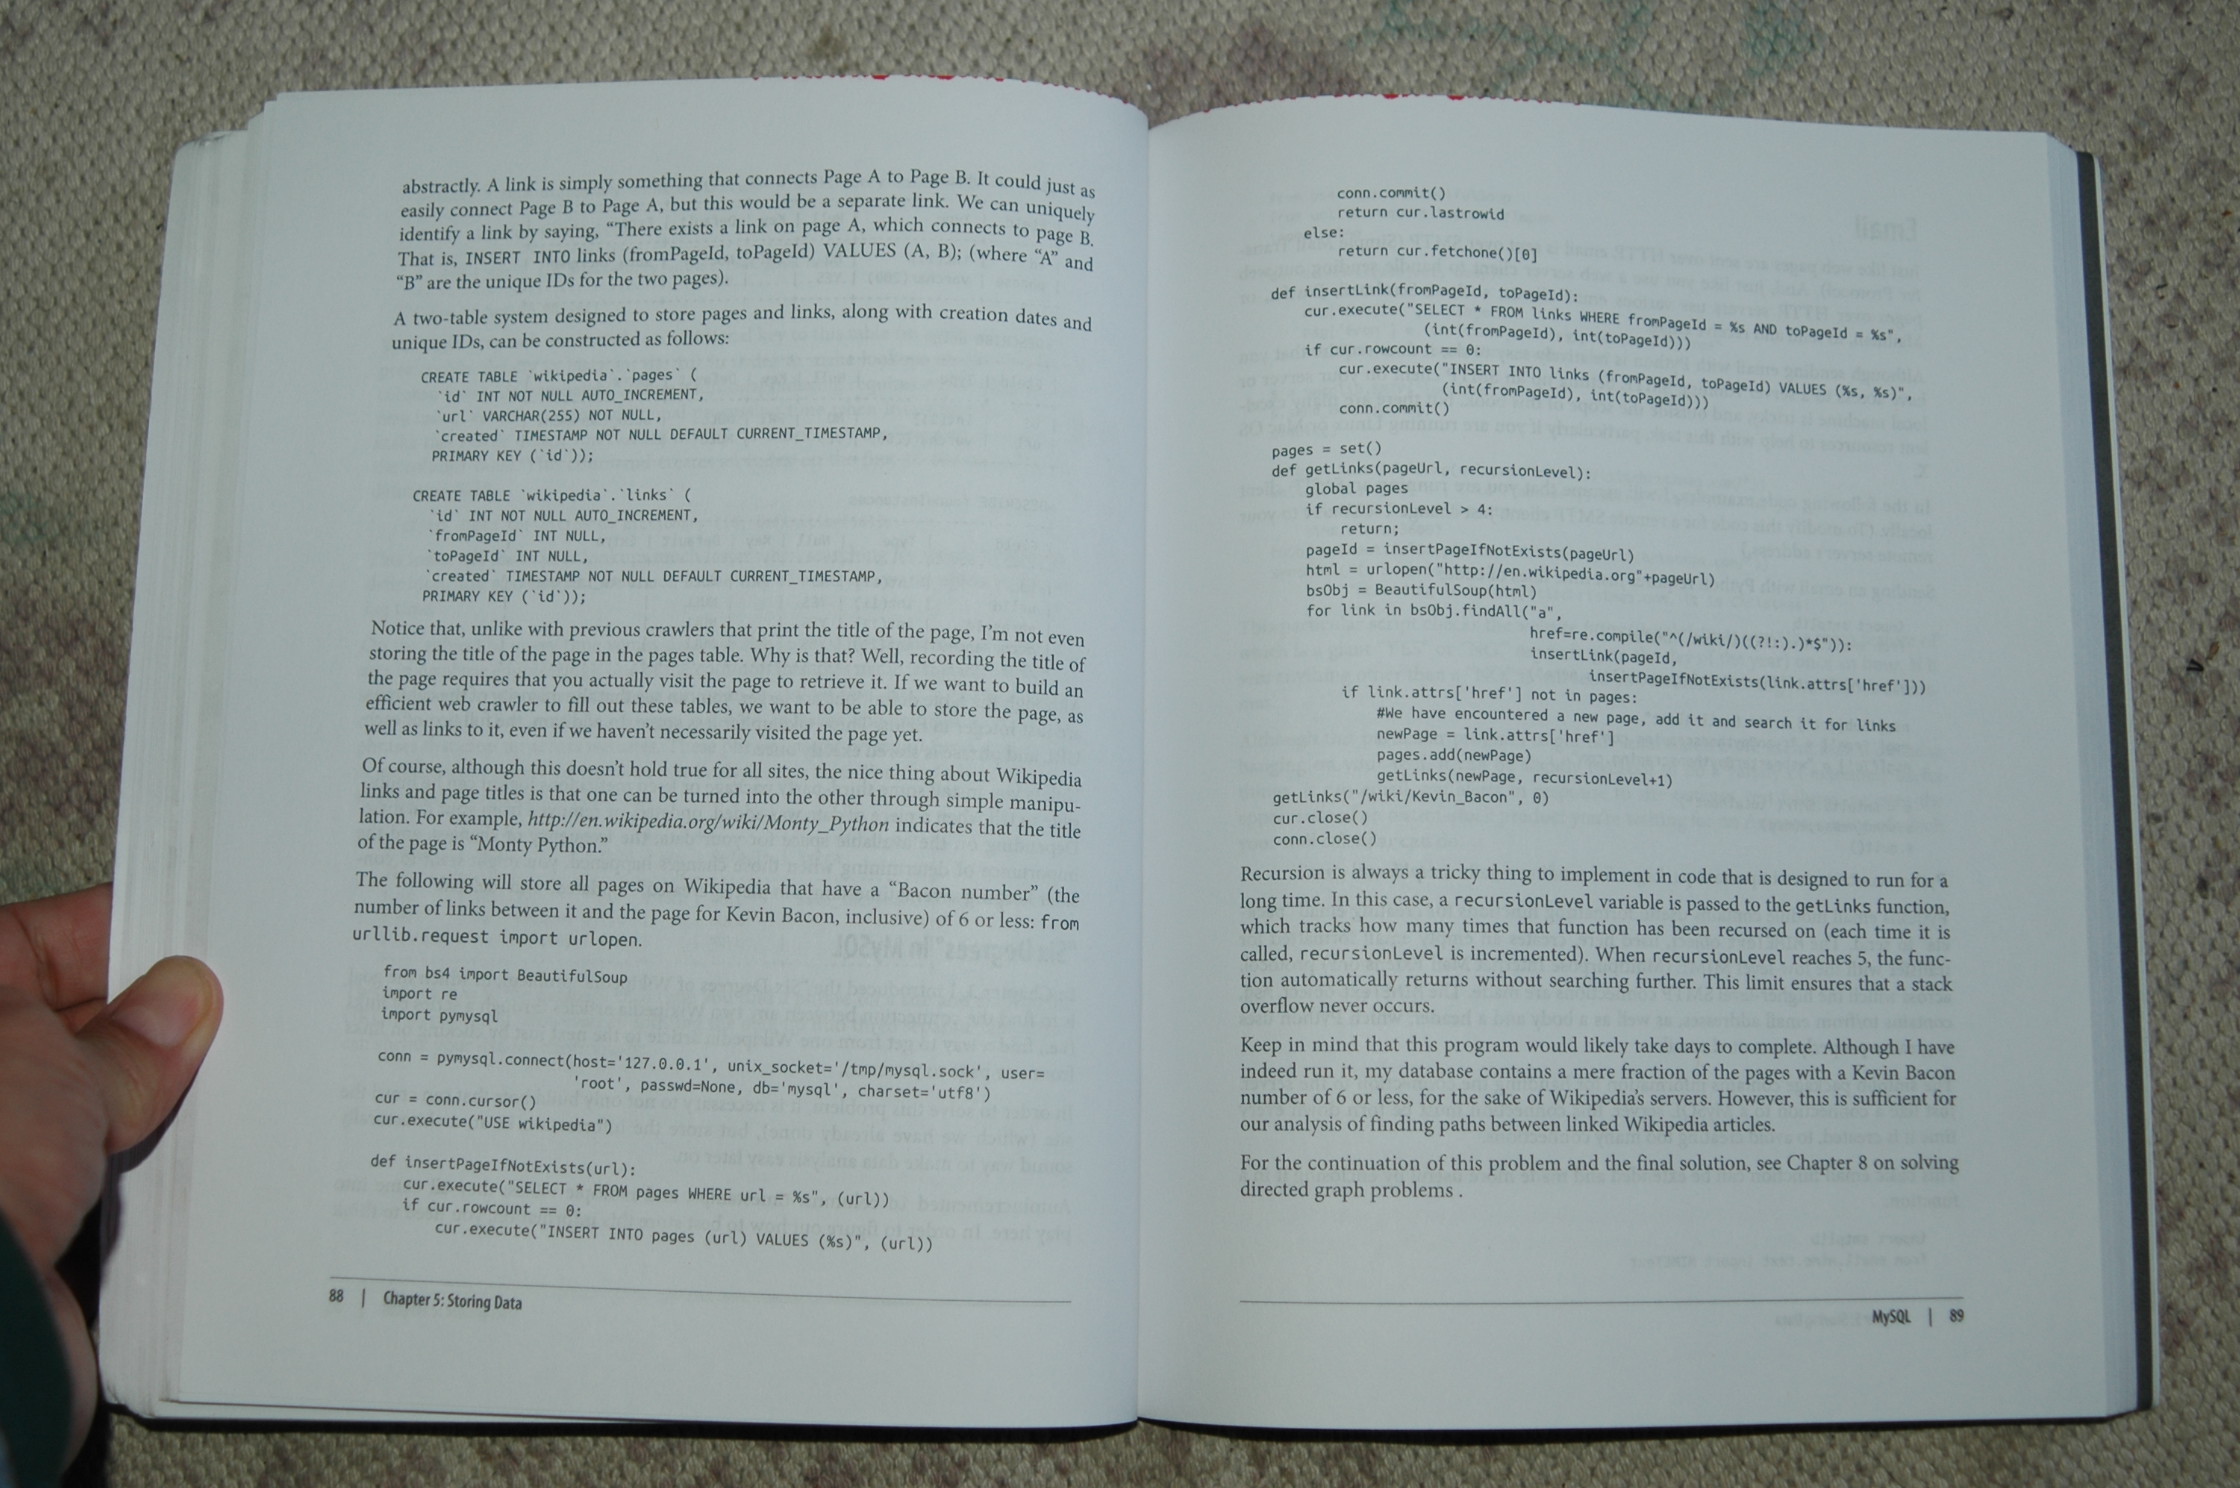 abstractly. A link is simply something that connects Page A to Page B. It could just as
easily connect Page B to Page A, but this would be a separate link. We can uniquely
identify a link by saying, “There exists a link on page A, which connects to page B.
That is, INSERT INTO links (fromPageId, toPageId) VALUES (A, B); (where “A” and
“B” are the unique IDs for the two pages).
A two-table system designed to store pages and links, along with creation dates and
unique IDs, can be constructed as follows:
CREATE TABLE `wikipedia`.`pages` (
`id` INT NOT NULL AUTO_INCREMENT,
`url` VARCHAR(255) NOT NULL,
`created` TIMESTAMP NOT NULL DEFAULT CURRENT_TIMESTAMP,
PRIMARY KEY (`id`));
CREATE TABLE `wikipedia`.`links` (
`id` INT NOT NULL AUTO_INCREMENT,
`fromPageId` INT NULL,
`toPageId` INT NULL,
`created` TIMESTAMP NOT NULL DEFAULT CURRENT_TIMESTAMP,
PRIMARY KEY (`id`));
Notice that, unlike with previous crawlers that print the title of the page, I’m not even
storing the title of the page in the pages table. Why is that? Well, recording the title of
the page requires that you actually visit the page to retrieve it. If we want to build an
efficient web crawler to fill out these tables, we want to be able to store the page, as
well as links to it, even if we haven’t necessarily visited the page yet.
Of course, although this doesn’t hold true for all sites, the nice thing about Wikipedia
links and page titles is that one can be turned into the other through simple manipu-
lation. For example, http://en.wikipedia.org/wiki/Monty_Python indicates that the title
of the page is “Monty Python.”
The following will store all pages on Wikipedia that have a “Bacon number” (the
number of links between it and the page for Kevin Bacon, inclusive) of 6 or less: from
urllib.request import urlopen.
from bs4 import BeautifulSoup
import re
import pymysql
conn = pymysql.connect(host='127.0.0.1', unix_socket='/tmp/mysql.sock', user=
'root', passwd=None, db='mysql', charset='utf8')
cur = conn.cursor()
cur.execute("USE wikipedia")
def insertPageIfNotExists(url):
cur.execute("SELECT * FROM pages WHERE url = %s", (url))
if cur.rowcount == 0:
cur.execute("INSERT INTO pages (url) VALUES (%s)", (url))
88 | Chapter 5: Storing Data
conn.commit()
return cur.lastrowid
else:
return cur.fetchone()[0]
def insertLink(fromPageId, toPageId):
cur.execute("SELECT * FROM links WHERE fromPageId = %s AND toPageId = %s",
(int(fromPageId), int(toPageId)))
if cur.rowcount == 0:
cur.execute("INSERT INTO links (fromPageId, toPageId) VALUES (%s, %s)",
(int(fromPageId), int(toPageId)))
conn.commit()
pages = set()
def getLinks(pageUrl, recursionLevel):
global pages
if recursionLevel > 4:
return;
pageId = insertPageIfNotExists(pageUrl)
html = urlopen("http://en.wikipedia.org"+pageUrl)
bsObj = BeautifulSoup(html)
for link in bsObj.findAll("a",
href=re.compile("^(/wiki/)((?!:).)*$")):
insertLink(pageId,
insertPageIfNotExists(link.attrs['href']))
if link.attrs['href'] not in pages:
#We have encountered a new page, add it and search it for links
newPage = link.attrs['href']
pages.add(newPage)
getLinks(newPage, recursionLevel+1)
getLinks("/wiki/Kevin_Bacon", 0)
cur.close()
conn.close()
Recursion is always a tricky thing to implement in code that is designed to run for a
long time. In this case, a recursionLevel variable is passed to the getLinks function,
which tracks how many times that function has been recursed on (each time it is
called, recursionLevel is incremented). When recursionLevel reaches 5, the func-
tion automatically returns without searching further. This limit ensures that a stack
overflow never occurs.
Keep in mind that this program would likely take days to complete. Although I have
indeed run it, my database contains a mere fraction of the pages with a Kevin Bacon
number of 6 or less, for the sake of Wikipedia’s servers. However, this is sufficient for
our analysis of finding paths between linked Wikipedia articles.
For the continuation of this problem and the final solution, see Chapter 8 on solving
directed graph problems .
MySQL | 89